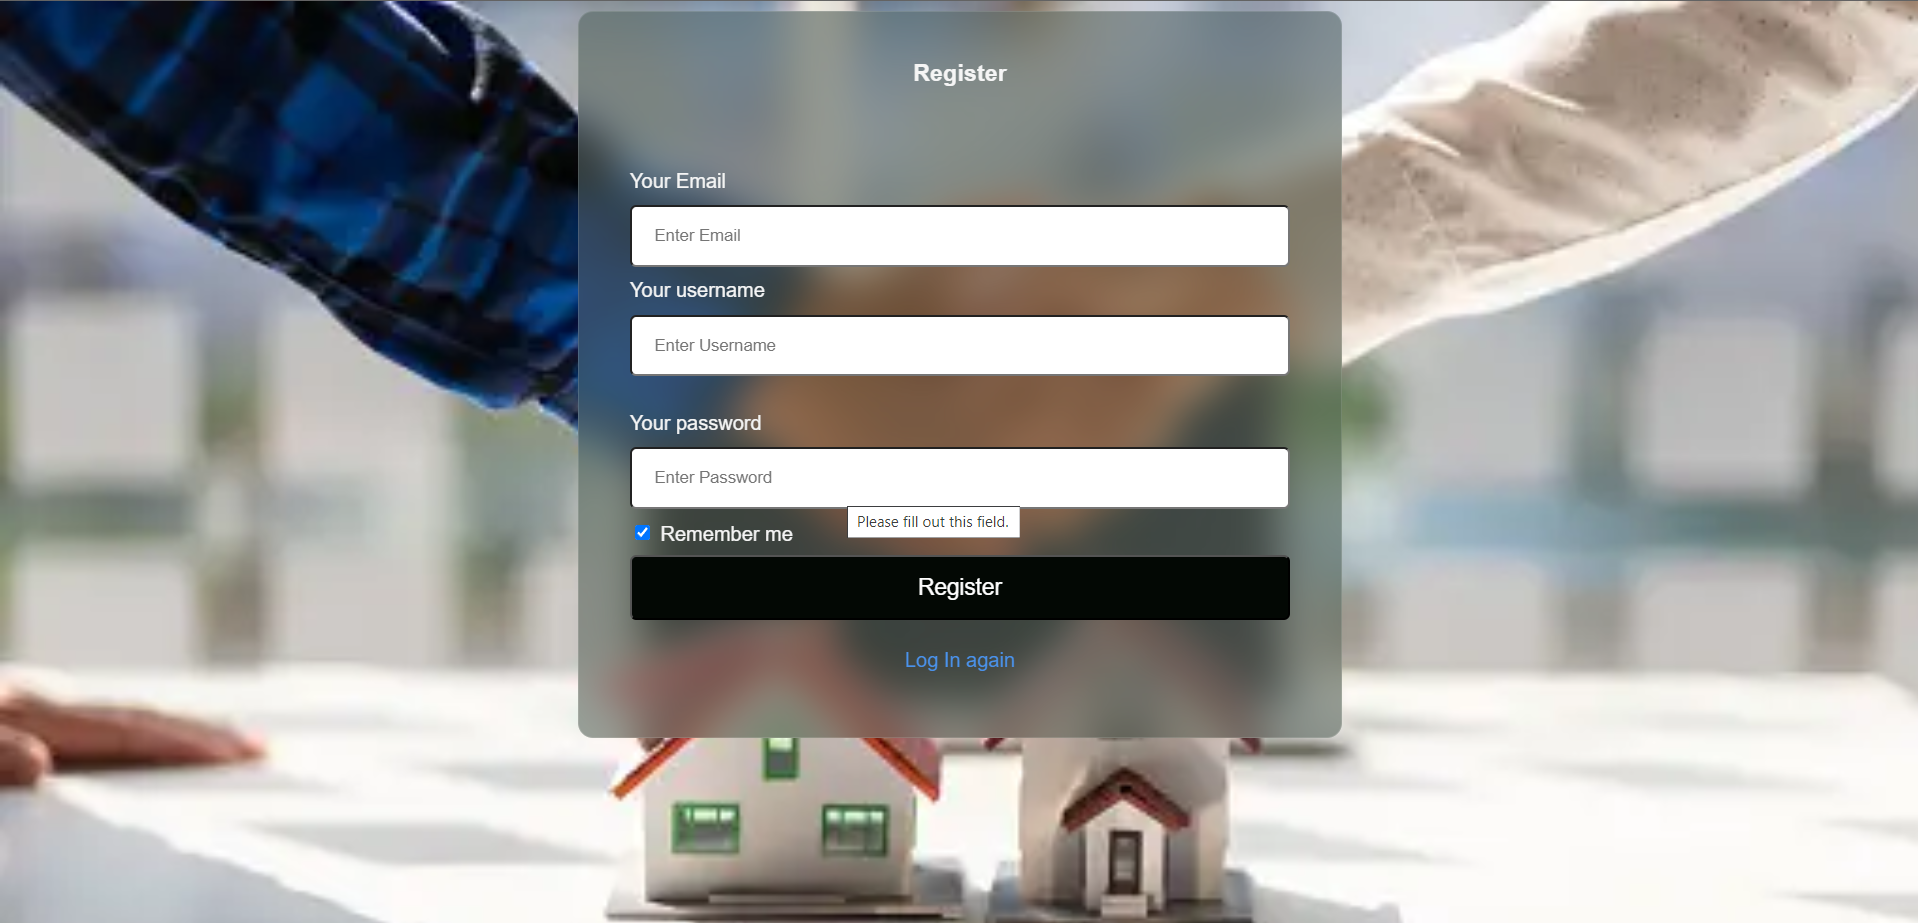 Register
Your Email
Enter Email
Your username
Enter Username
Your password
Enter Password
Please fill out this field.
Remember me
Register
Log In again